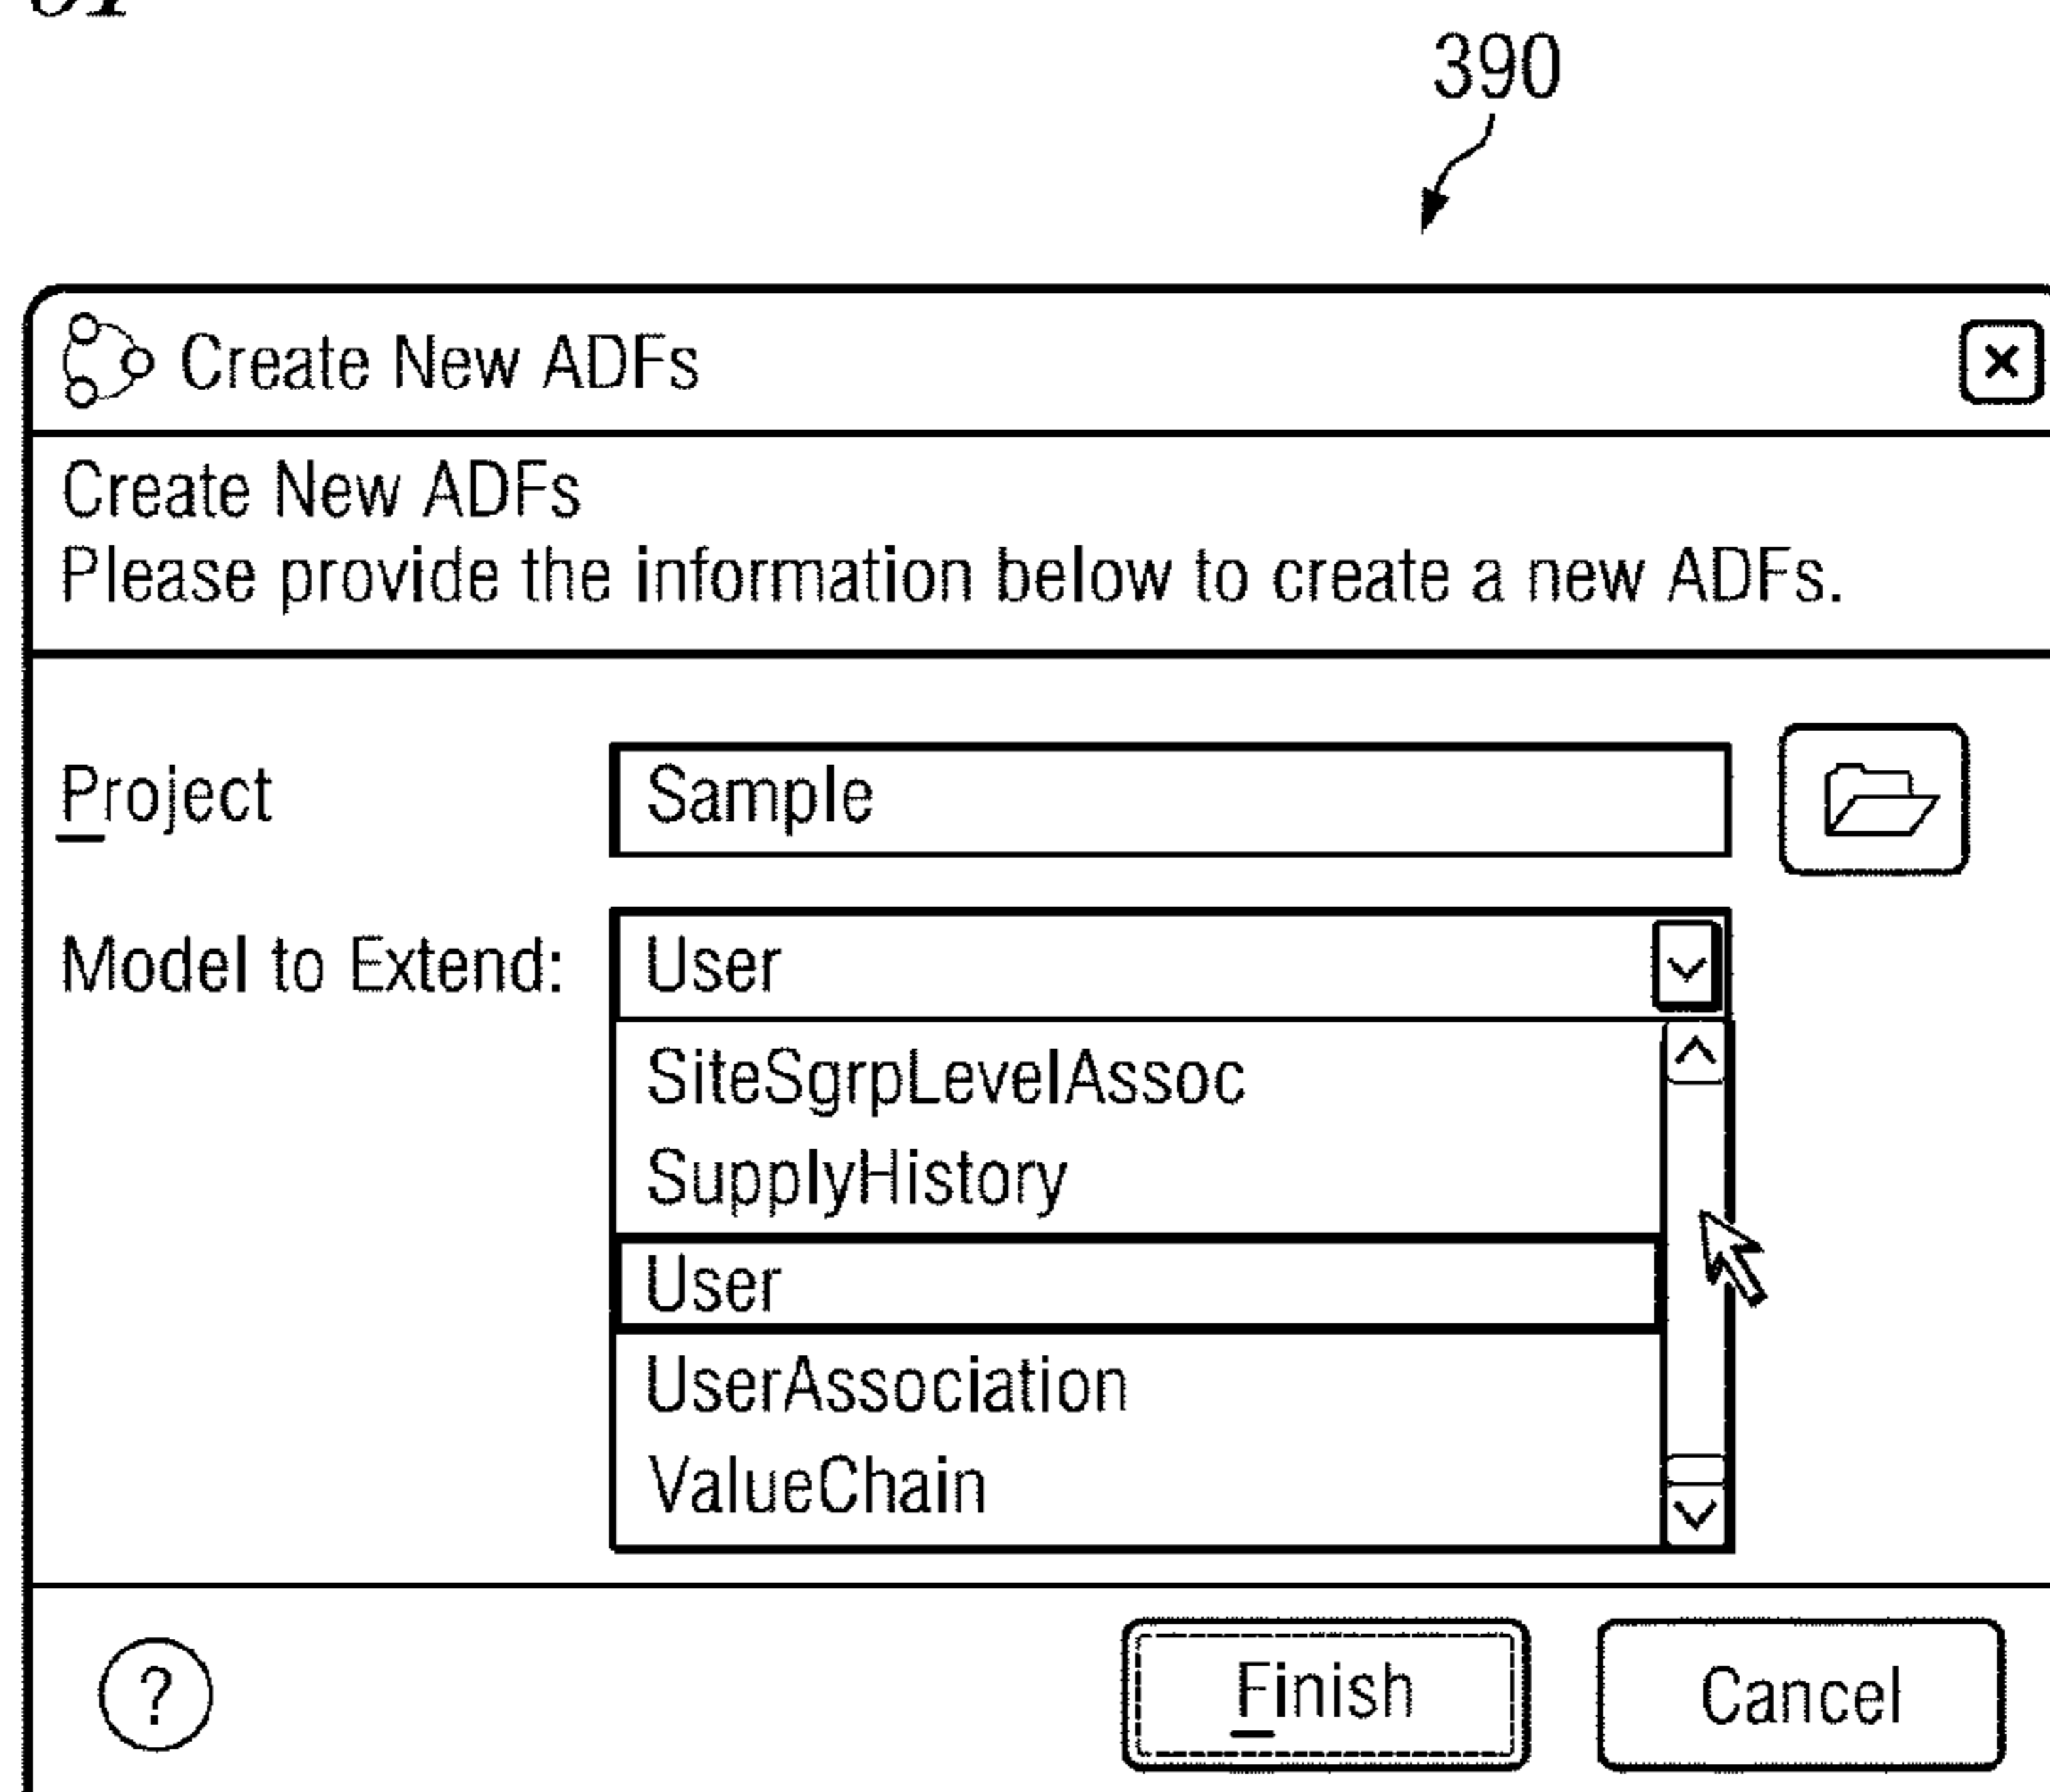 390
Create New ADFs
Create New ADFs
Please provide the information below to create a new ADFs.
Project Sample
Model to Extend: User
SiteSgrpLevelAssoc
SupplyHistory
User
UserAssociation
ValueChain
? Finish Cancel